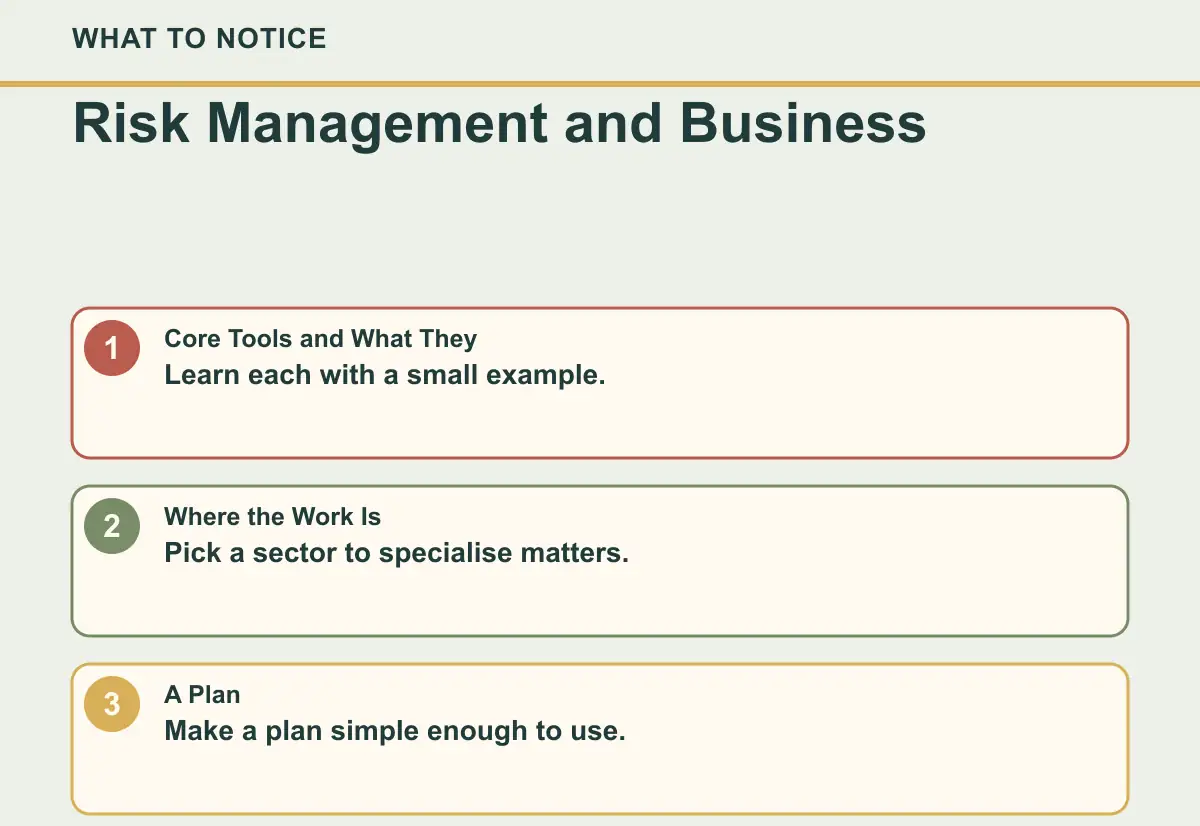 WHAT TO NOTICE
Risk Management and Business
1
Core Tools and What They
Learn each with a small example.
2
Where the Work Is
Pick a sector to specialise matters.
3
A Plan
Make a plan simple enough to use.